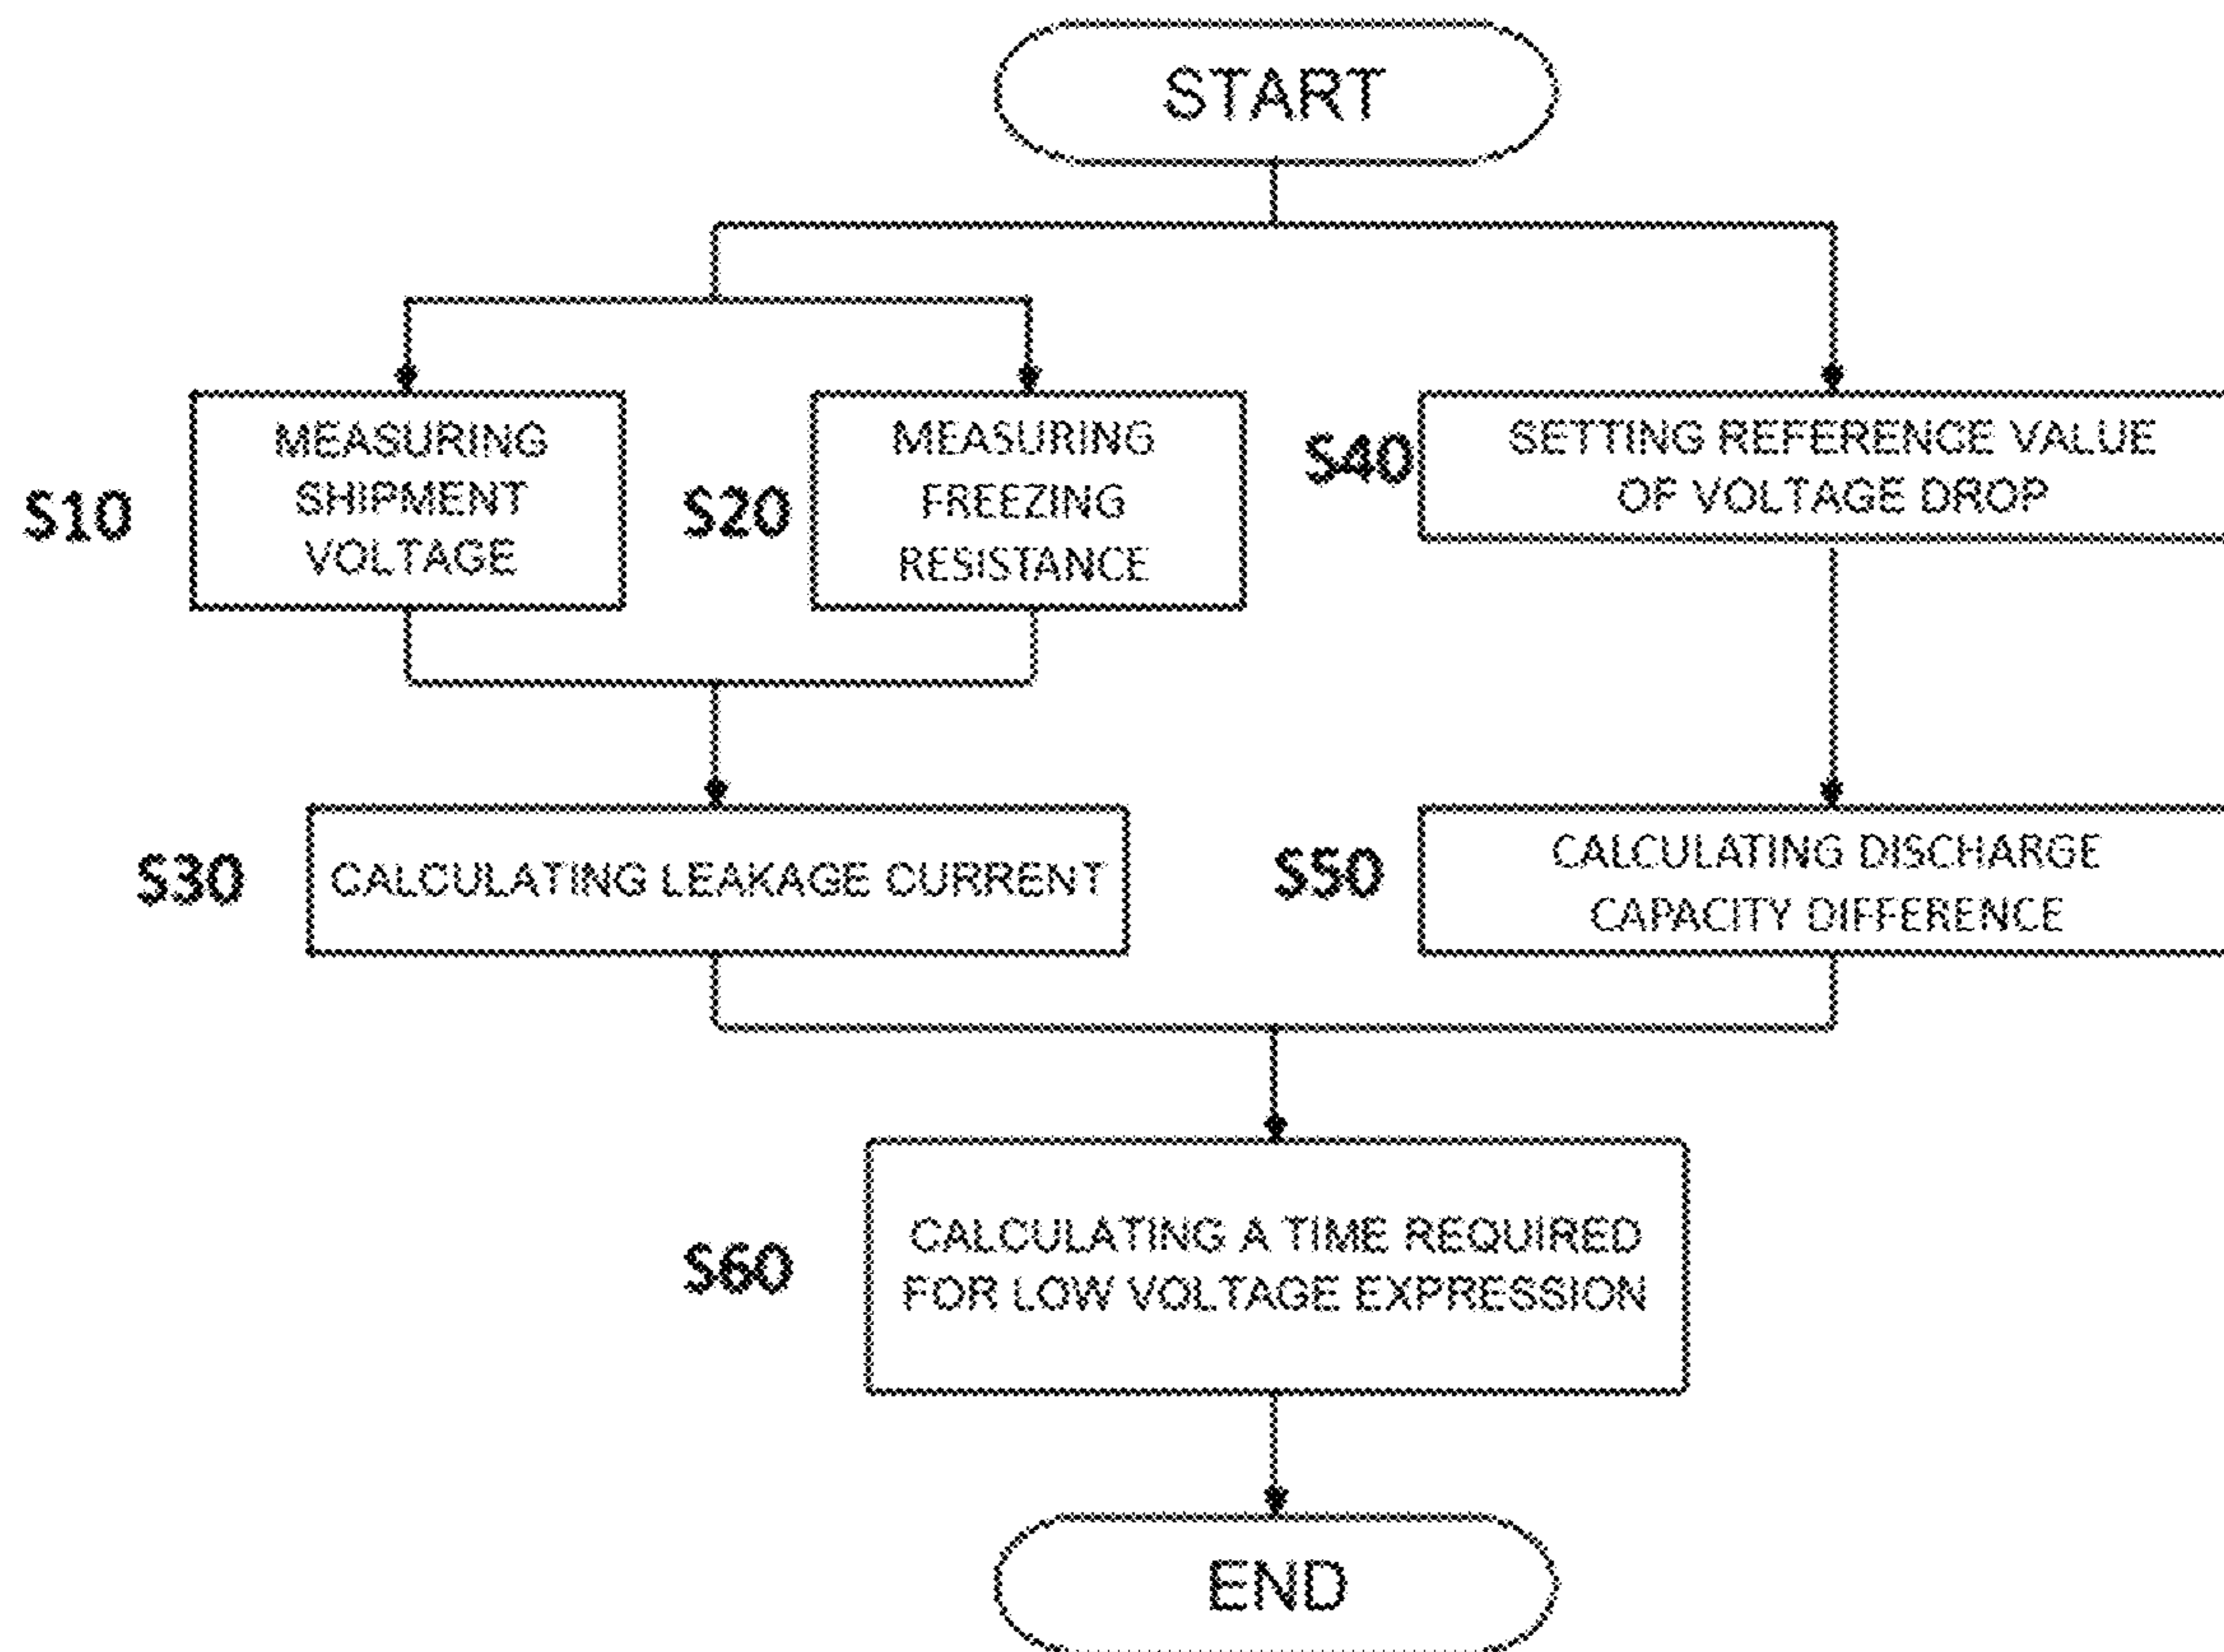 START
S10
MEASURING
SHIPMENT
VOLTAGE
S20
MEASURING
FREEZING
RESISTANCE
S40
SETTING REFERENCE VALUE
OF VOLTAGE DROP
S30
CALCULATING LEAKAGE CURRENT
S50
CALCULATING DISCHARGE
CAPACITY DIFFERENCE
S60
CALCULATING A TIME REQUIRED
FOR LOW VOLTAGE EXPRESSION
END